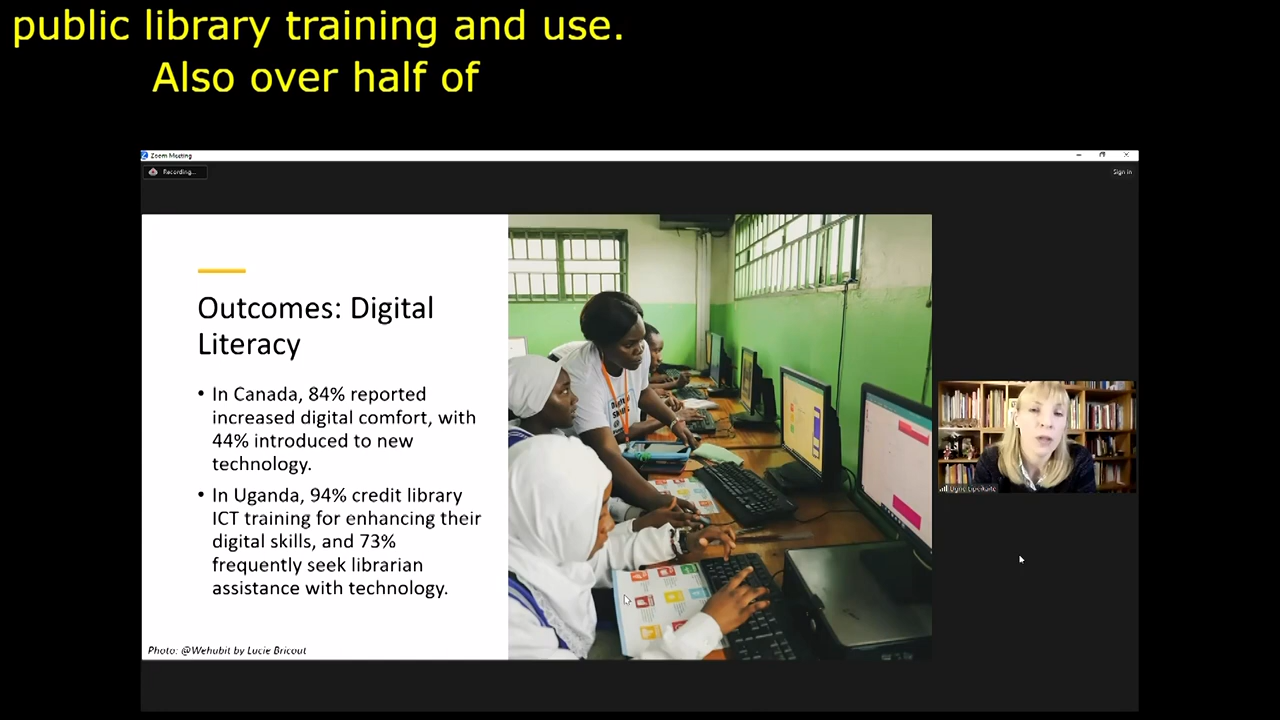 public library training and use.
Also over half of
Zoom Meeting
Recording...
Sign in
Outcomes: Digital
Literacy
• In Canada, 84% reported
increased digital comfort, with
44% introduced to new
technology.
• In Uganda, 94% credit library
ICT training for enhancing their
digital skills, and 73%
frequently seek librarian
assistance with technology.
Photo: @Wehubit by Lucie Bricout